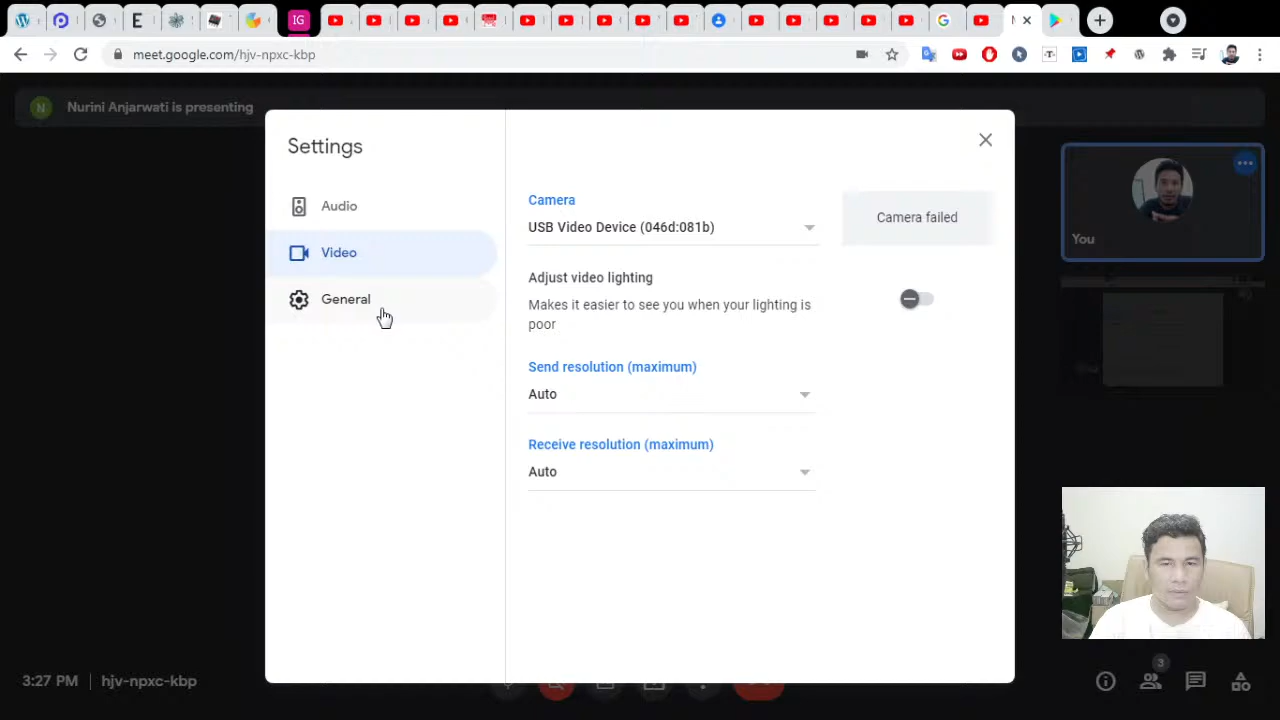 E
IG
G
meet.google.com/hjv-npxc-kbp
N
Nurini Anjarwati is presenting
Settings
Audio
Video
General
Camera
USB Video Device (046d:081b)
Camera failed
Adjust video lighting
Makes it easier to see you when your lighting is
poor
Send resolution (maximum)
Auto
Receive resolution (maximum)
Auto
You
3:27 PM
hjv-npxc-kbp
3